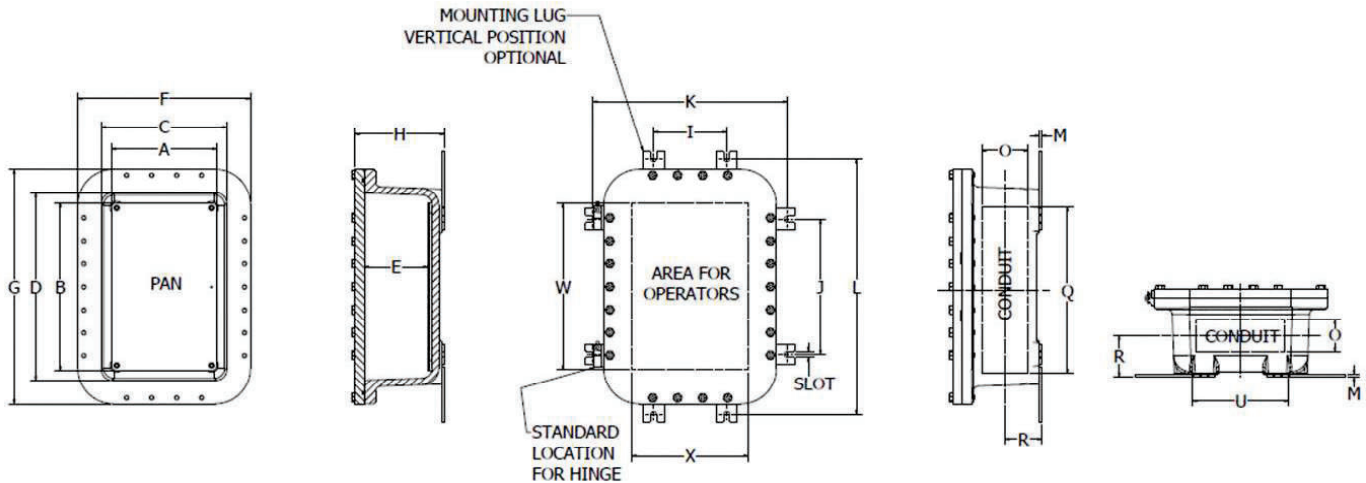 MOUNTING LUG
VERTICAL POSITION
OPTIONAL
F
C
A
G
D
B
PAN
H
E
K
I
W
AREA FOR
OPERATORS
J
L
SLOT
STANDARD
LOCATION
FOR HINGE
X
M
O
CONDUIT
Q
R
CONDUIT
O
R
M
U